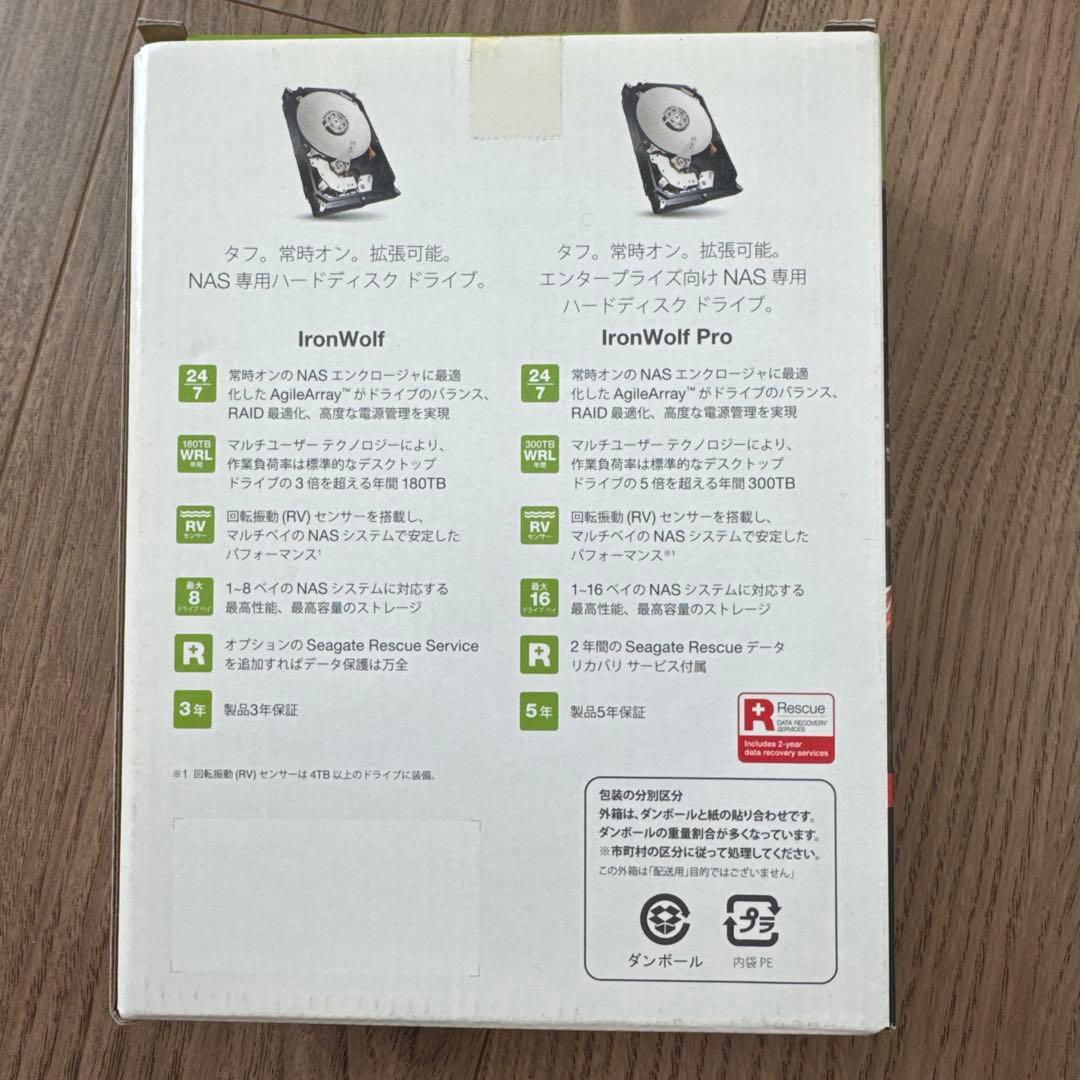 タフ。常時オン。拡張可能。
NAS 専用ハードディスク ドライブ。
IronWolf
24
7
常時オンの NAS エンクロージャに最適
化した AgileArray™ がドライブのバランス、
RAID 最適化、高度な電源管理を実現
180TB
WRL
年間
マルチユーザー テクノロジーにより、
作業負荷率は標準的なデスクトップ
ドライブの 3 倍を超える年間 180TB
RV
センサー
回転振動 (RV) センサーを搭載し、
マルチベイの NAS システムで安定した
パフォーマンス¹
最大
8
ドライブ ベイ
1~8 ベイの NAS システムに対応する
最高性能、最高容量のストレージ
R
オプションの Seagate Rescue Service
を追加すればデータ保護は万全
3年
製品3年保証
※1 回転振動 (RV) センサーは 4TB 以上のドライブに装備。
タフ。常時オン。拡張可能。
エンタープライズ向け NAS 専用
ハードディスク ドライブ。
IronWolf Pro
24
7
常時オンの NAS エンクロージャに最適
化した AgileArray™ がドライブのバランス、
RAID 最適化、高度な電源管理を実現
300TB
WRL
年間
マルチユーザー テクノロジーにより、
作業負荷率は標準的なデスクトップ
ドライブの 5 倍を超える年間 300TB
RV
センサー
回転振動 (RV) センサーを搭載し、
マルチベイの NAS システムで安定した
パフォーマンス※1
最大
16
ドライブ ベイ
1~16 ベイの NAS システムに対応する
最高性能、最高容量のストレージ
R
2 年間の Seagate Rescue データ
リカバリ サービス付属
5年
製品5年保証
R
Rescue
DATA RECOVERY
SERVICES
Includes 2-year
data recovery services
包装の分別区分
外箱は、ダンボールと紙の貼り合わせです。
ダンボールの重量割合が多くなっています。
※市町村の区分に従って処理してください。
この外箱は「配送用」目的ではございません」
プラ
ダンボール
内袋 PE